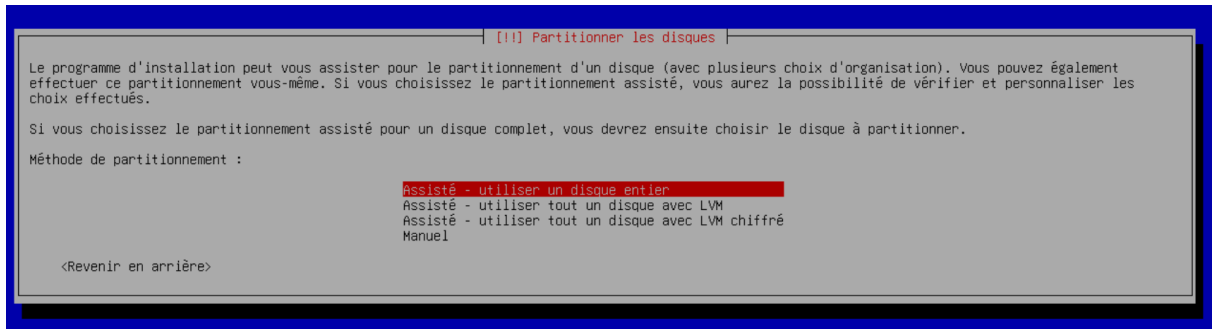 [!!] Partitionner les disques
Le programme d'installation peut vous assister pour le partitionnement d'un disque (avec plusieurs choix d'organisation). Vous pouvez également
effectuer ce partitionnement vous-même. Si vous choisissez le partitionnement assisté, vous aurez la possibilité de vérifier et personnaliser les
choix effectués.
Si vous choisissez le partitionnement assisté pour un disque complet, vous devrez ensuite choisir le disque à partitionner.
Méthode de partitionnement :
Assisté - utiliser un disque entier
Assisté - utiliser tout un disque avec LVM
Assisté - utiliser tout un disque avec LVM chiffré
Manuel
<Revenir en arrière>